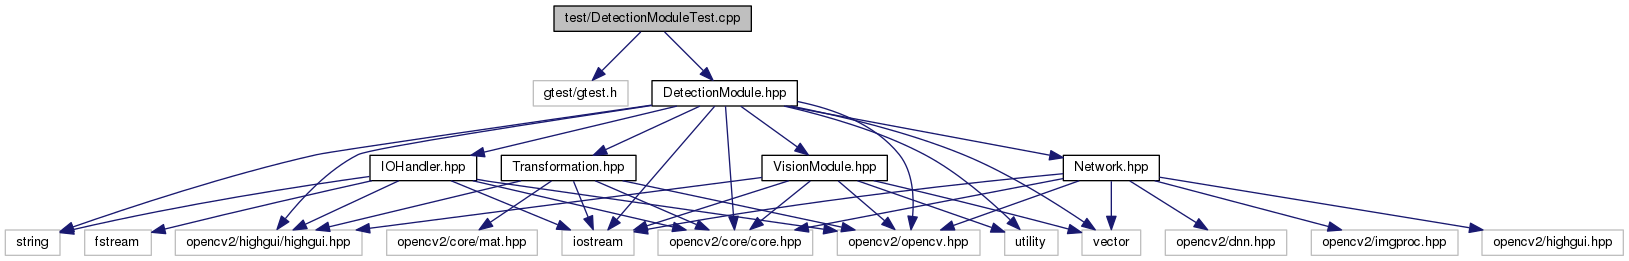 test/DetectionModuleTest.cpp
gtest/gtest.h
DetectionModule.hpp
IOHandler.hpp
Transformation.hpp
VisionModule.hpp
Network.hpp
string
fstream
opencv2/highgui/highgui.hpp
opencv2/core/mat.hpp
iostream
opencv2/core/core.hpp
opencv2/opencv.hpp
utility
vector
opencv2/dnn.hpp
opencv2/imgproc.hpp
opencv2/highgui.hpp